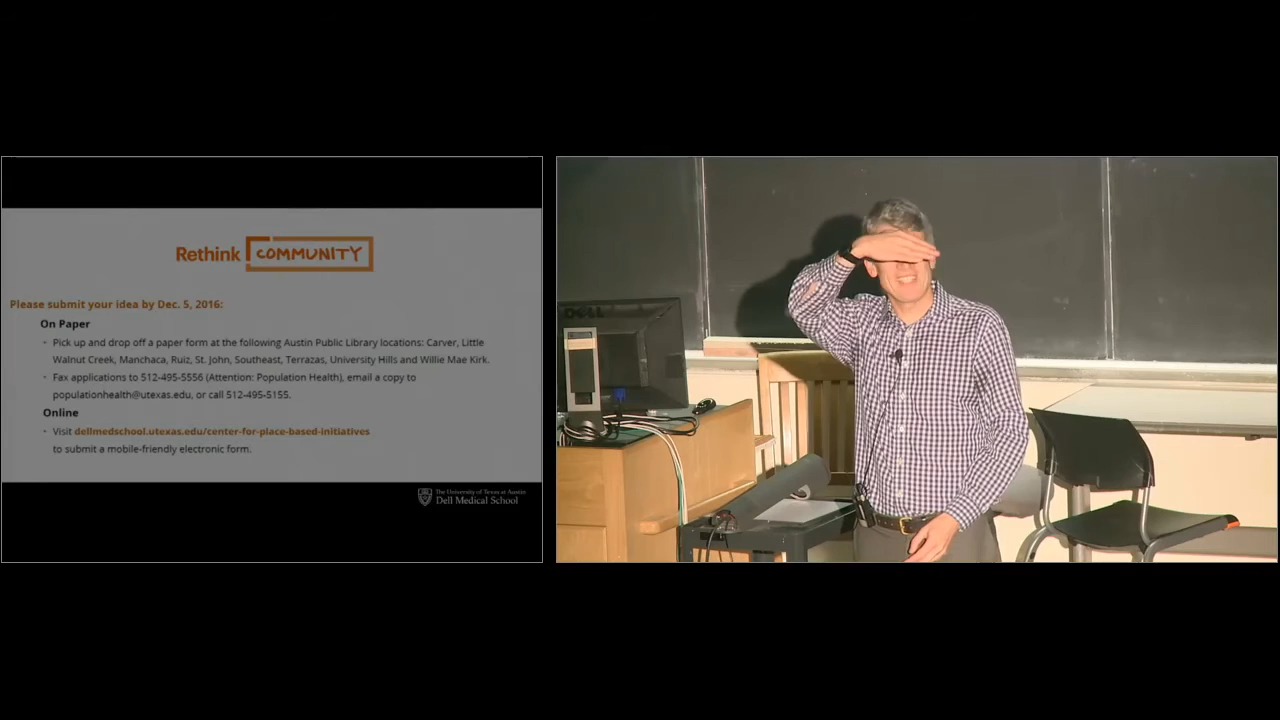 Rethink COMMUNITY
Please submit your idea by Dec. 5, 2016:
On Paper
- Pick up and drop off a paper form at the following Austin Public Library locations: Carver, Little
Walnut Creek, Manchaca, Ruiz, St. John, Southeast, Terrazas, University Hills and Willie Mae Kirk.
- Fax applications to 512-495-5556 (Attention: Population Health), email a copy to
populationhealth@utexas.edu, or call 512-495-5155.
Online
- Visit dellmedschool.utexas.edu/center-for-place-based-initiatives
to submit a mobile-friendly electronic form.
The University of Texas at Austin
Dell Medical School
DELL